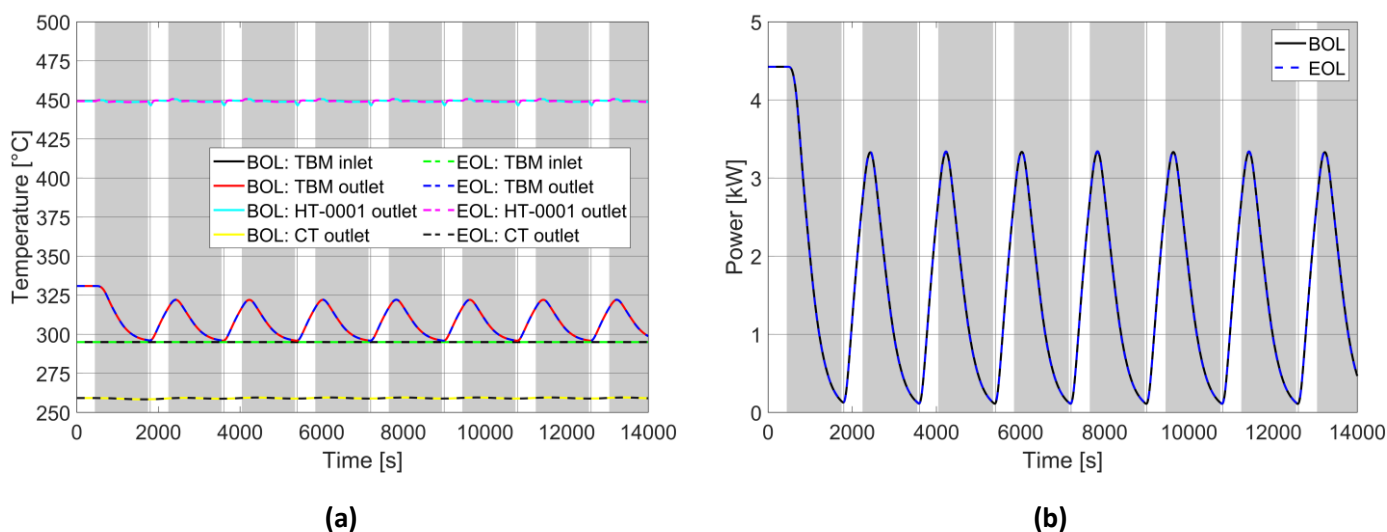 500
475
450
425
400
375
350
325
300
275
250
Temperature [°C]
BOL: TBM inlet
BOL: TBM outlet
BOL: HT-0001 outlet
BOL: CT outlet
EOL: TBM inlet
EOL: TBM outlet
EOL: HT-0001 outlet
EOL: CT outlet
0 2000 4000 6000 8000 10000 12000 14000
Time [s]
(a)
5
4
3
2
1
0
Power [kW]
BOL
EOL
0 2000 4000 6000 8000 10000 12000 14000
Time [s]
(b)